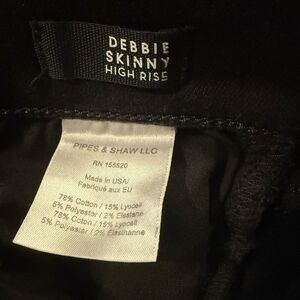 DEBBIE
SKINNY
HIGH RISE
PIPES & SHAW LLC
RN 155520
Made in USA/
Fabriqué aux EU
78% Cotton / 15% Lyocell
5% Polyester / 2% Elastane
78% Coton / 15% Lyocell
5% Polyester / 2% Elasthanne